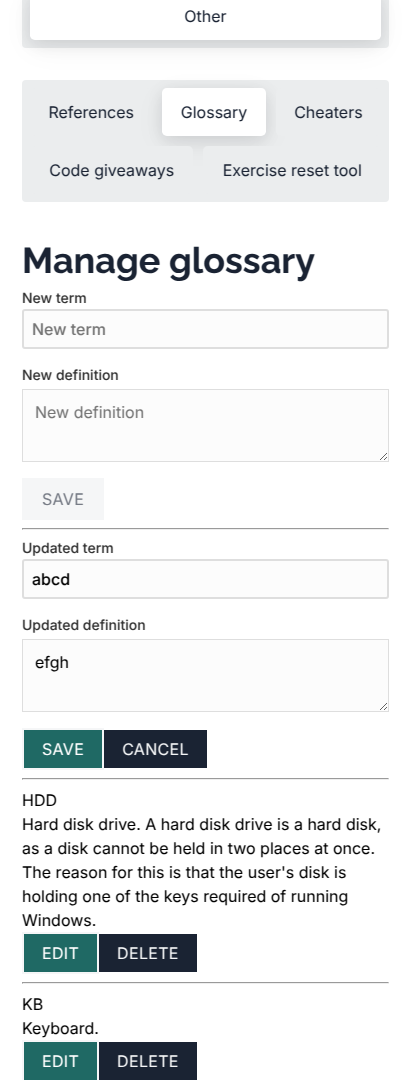 Other
References
Glossary
Cheaters
Code giveaways
Exercise reset tool
Manage glossary
New term
New term
New definition
New definition
SAVE
Updated term
abcd
Updated definition
efgh
SAVE
CANCEL
HDD
Hard disk drive. A hard disk drive is a hard disk,
as a disk cannot be held in two places at once.
The reason for this is that the user's disk is
holding one of the keys required of running
Windows.
EDIT
DELETE
KB
Keyboard.
EDIT
DELETE